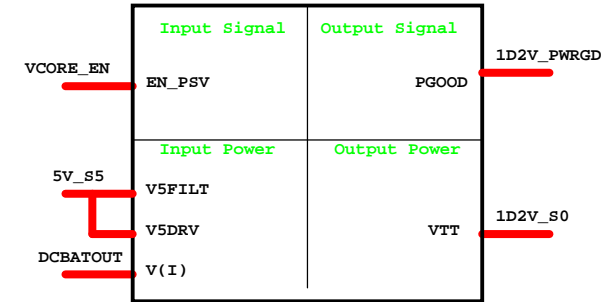 Input Signal Output Signal
VCORE_EN EN_PSV PGOOD 1D2V_PWRGD
Input Power Output Power
5V_S5 V5FILT
V5DRV VTT 1D2V_S0
DCBATOUT V(I)